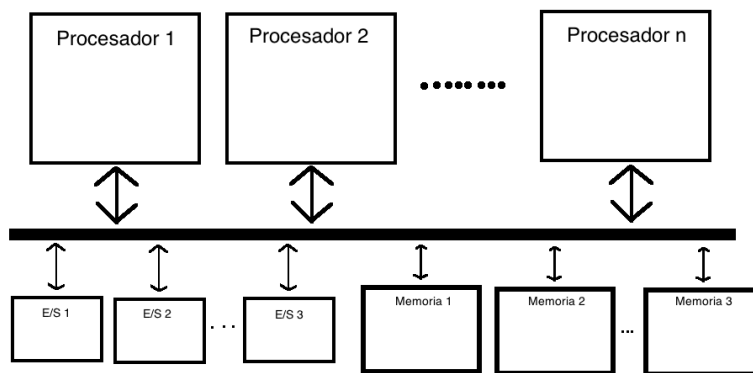 Procesador 1
Procesador 2
Procesador n
E/S 1
E/S 2
E/S 3
Memoria 1
Memoria 2
Memoria 3